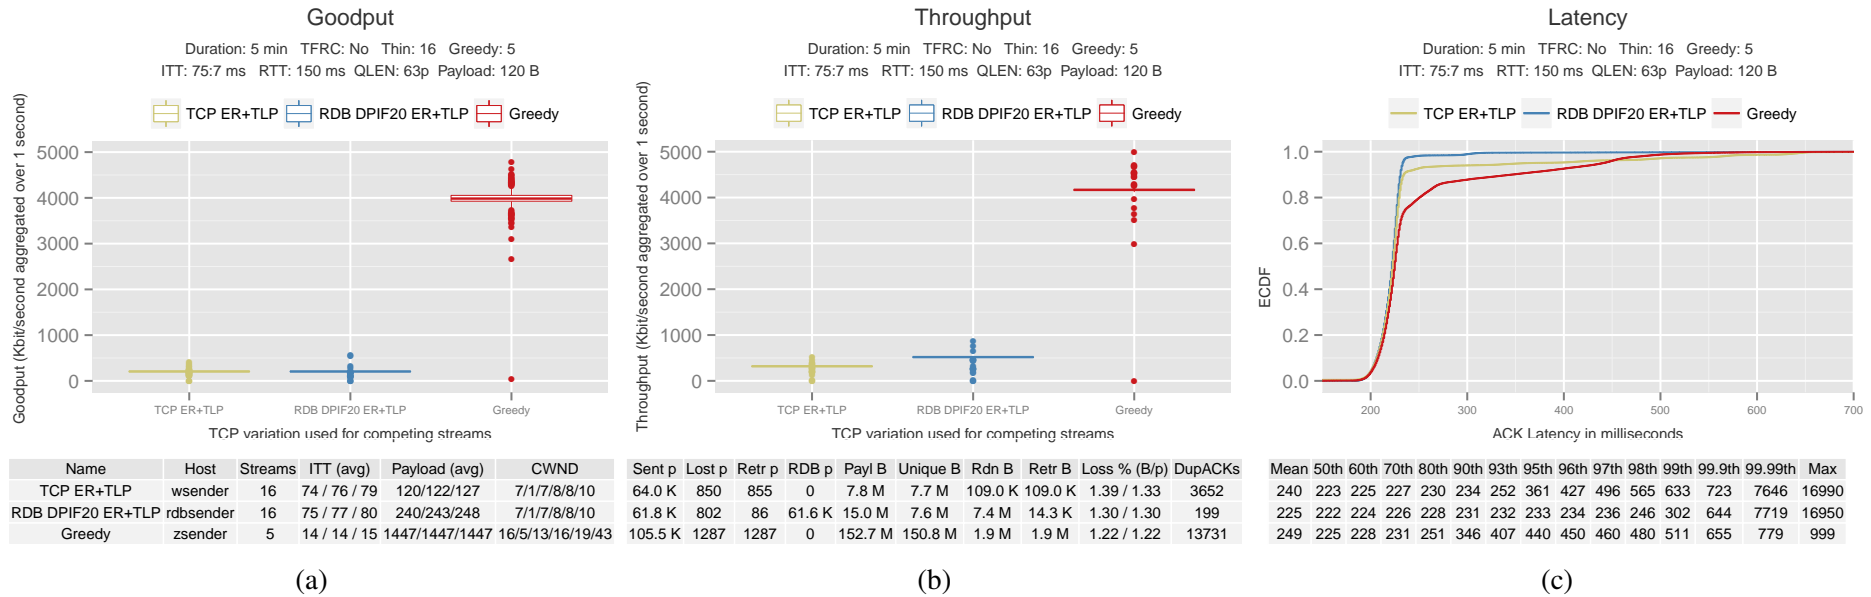 Goodput
Duration: 5 min TFRC: No Thin: 16 Greedy: 5
ITT: 75:7 ms RTT: 150 ms QLEN: 63p Payload: 120 B
TCP ER+TLP RDB DPIF20 ER+TLP Greedy
Goodput (Kbit/second aggregated over 1 second)
5000
4000
3000
2000
1000
0
TCP ER+TLP RDB DPIF20 ER+TLP Greedy
TCP variation used for competing streams
Name Host Streams ITT (avg) Payload (avg) CWND
TCP ER+TLP wsender 16 74 / 76 / 79 120/122/127 7/1/7/8/8/10
RDB DPIF20 ER+TLP rdbsender 16 75 / 77 / 80 240/243/248 7/1/7/8/8/10
Greedy zsender 5 14 / 14 / 15 1447/1447/1447 16/5/13/16/19/43
(a)
Throughput
Duration: 5 min TFRC: No Thin: 16 Greedy: 5
ITT: 75:7 ms RTT: 150 ms QLEN: 63p Payload: 120 B
TCP ER+TLP RDB DPIF20 ER+TLP Greedy
Throughput (Kbit/second aggregated over 1 second)
5000
4000
3000
2000
1000
0
TCP ER+TLP RDB DPIF20 ER+TLP Greedy
TCP variation used for competing streams
Sent p Lost p Retr p RDB p Payl B Unique B Rdn B Retr B Loss % (B/p) DupACKs
64.0 K 850 855 0 7.8 M 7.7 M 109.0 K 109.0 K 1.39 / 1.33 3652
61.8 K 802 86 61.6 K 15.0 M 7.6 M 7.4 M 14.3 K 1.30 / 1.30 199
105.5 K 1287 1287 0 152.7 M 150.8 M 1.9 M 1.9 M 1.22 / 1.22 13731
(b)
Latency
Duration: 5 min TFRC: No Thin: 16 Greedy: 5
ITT: 75:7 ms RTT: 150 ms QLEN: 63p Payload: 120 B
TCP ER+TLP RDB DPIF20 ER+TLP Greedy
ECDF
1.0
0.8
0.6
0.4
0.2
0.0
200 300 400 500 600 700
ACK Latency in milliseconds
Mean 50th 60th 70th 80th 90th 93th 95th 96th 97th 98th 99th 99.9th 99.99th Max
240 223 225 227 230 234 252 361 427 496 565 633 723 7646 16990
225 222 224 226 228 231 232 233 234 236 246 302 644 7719 16950
249 225 228 231 251 346 407 440 450 460 480 511 655 779 999
(c)